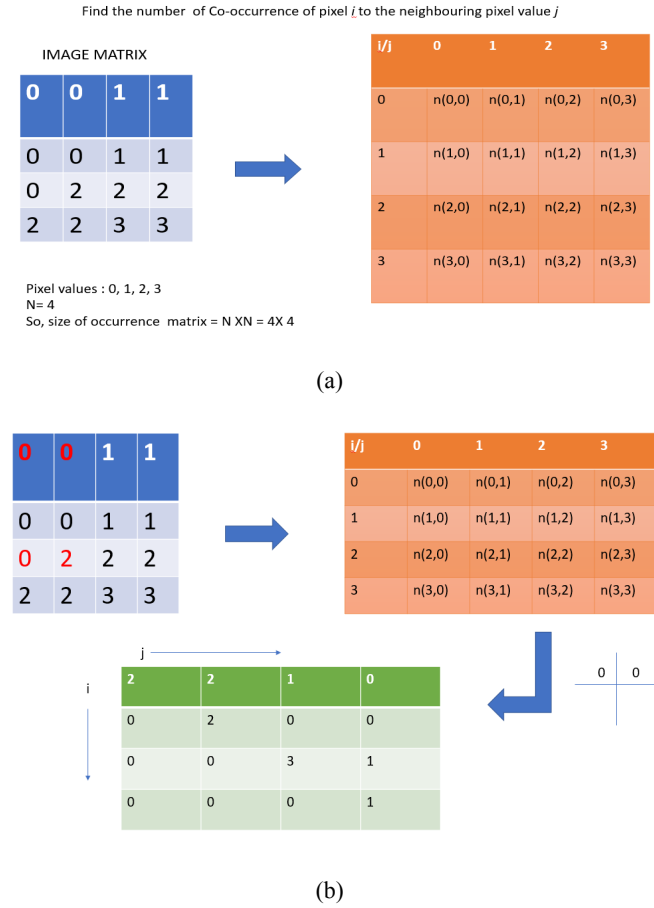 Find the number of Co-occurrence of pixel i to the neighbouring pixel value j
IMAGE MATRIX
0 0 1 1
0 0 1 1
0 2 2 2
2 2 3 3
i/j 0 1 2 3
0 n(0,0) n(0,1) n(0,2) n(0,3)
1 n(1,0) n(1,1) n(1,2) n(1,3)
2 n(2,0) n(2,1) n(2,2) n(2,3)
3 n(3,0) n(3,1) n(3,2) n(3,3)
Pixel values : 0, 1, 2, 3
N= 4
So, size of occurrence matrix = N XN = 4X 4
(a)
0 0 1 1
0 0 1 1
0 2 2 2
2 2 3 3
i/j 0 1 2 3
0 n(0,0) n(0,1) n(0,2) n(0,3)
1 n(1,0) n(1,1) n(1,2) n(1,3)
2 n(2,0) n(2,1) n(2,2) n(2,3)
3 n(3,0) n(3,1) n(3,2) n(3,3)
j
i
2 2 1 0
0 2 0 0
0 0 3 1
0 0 0 1
0 0
(b)